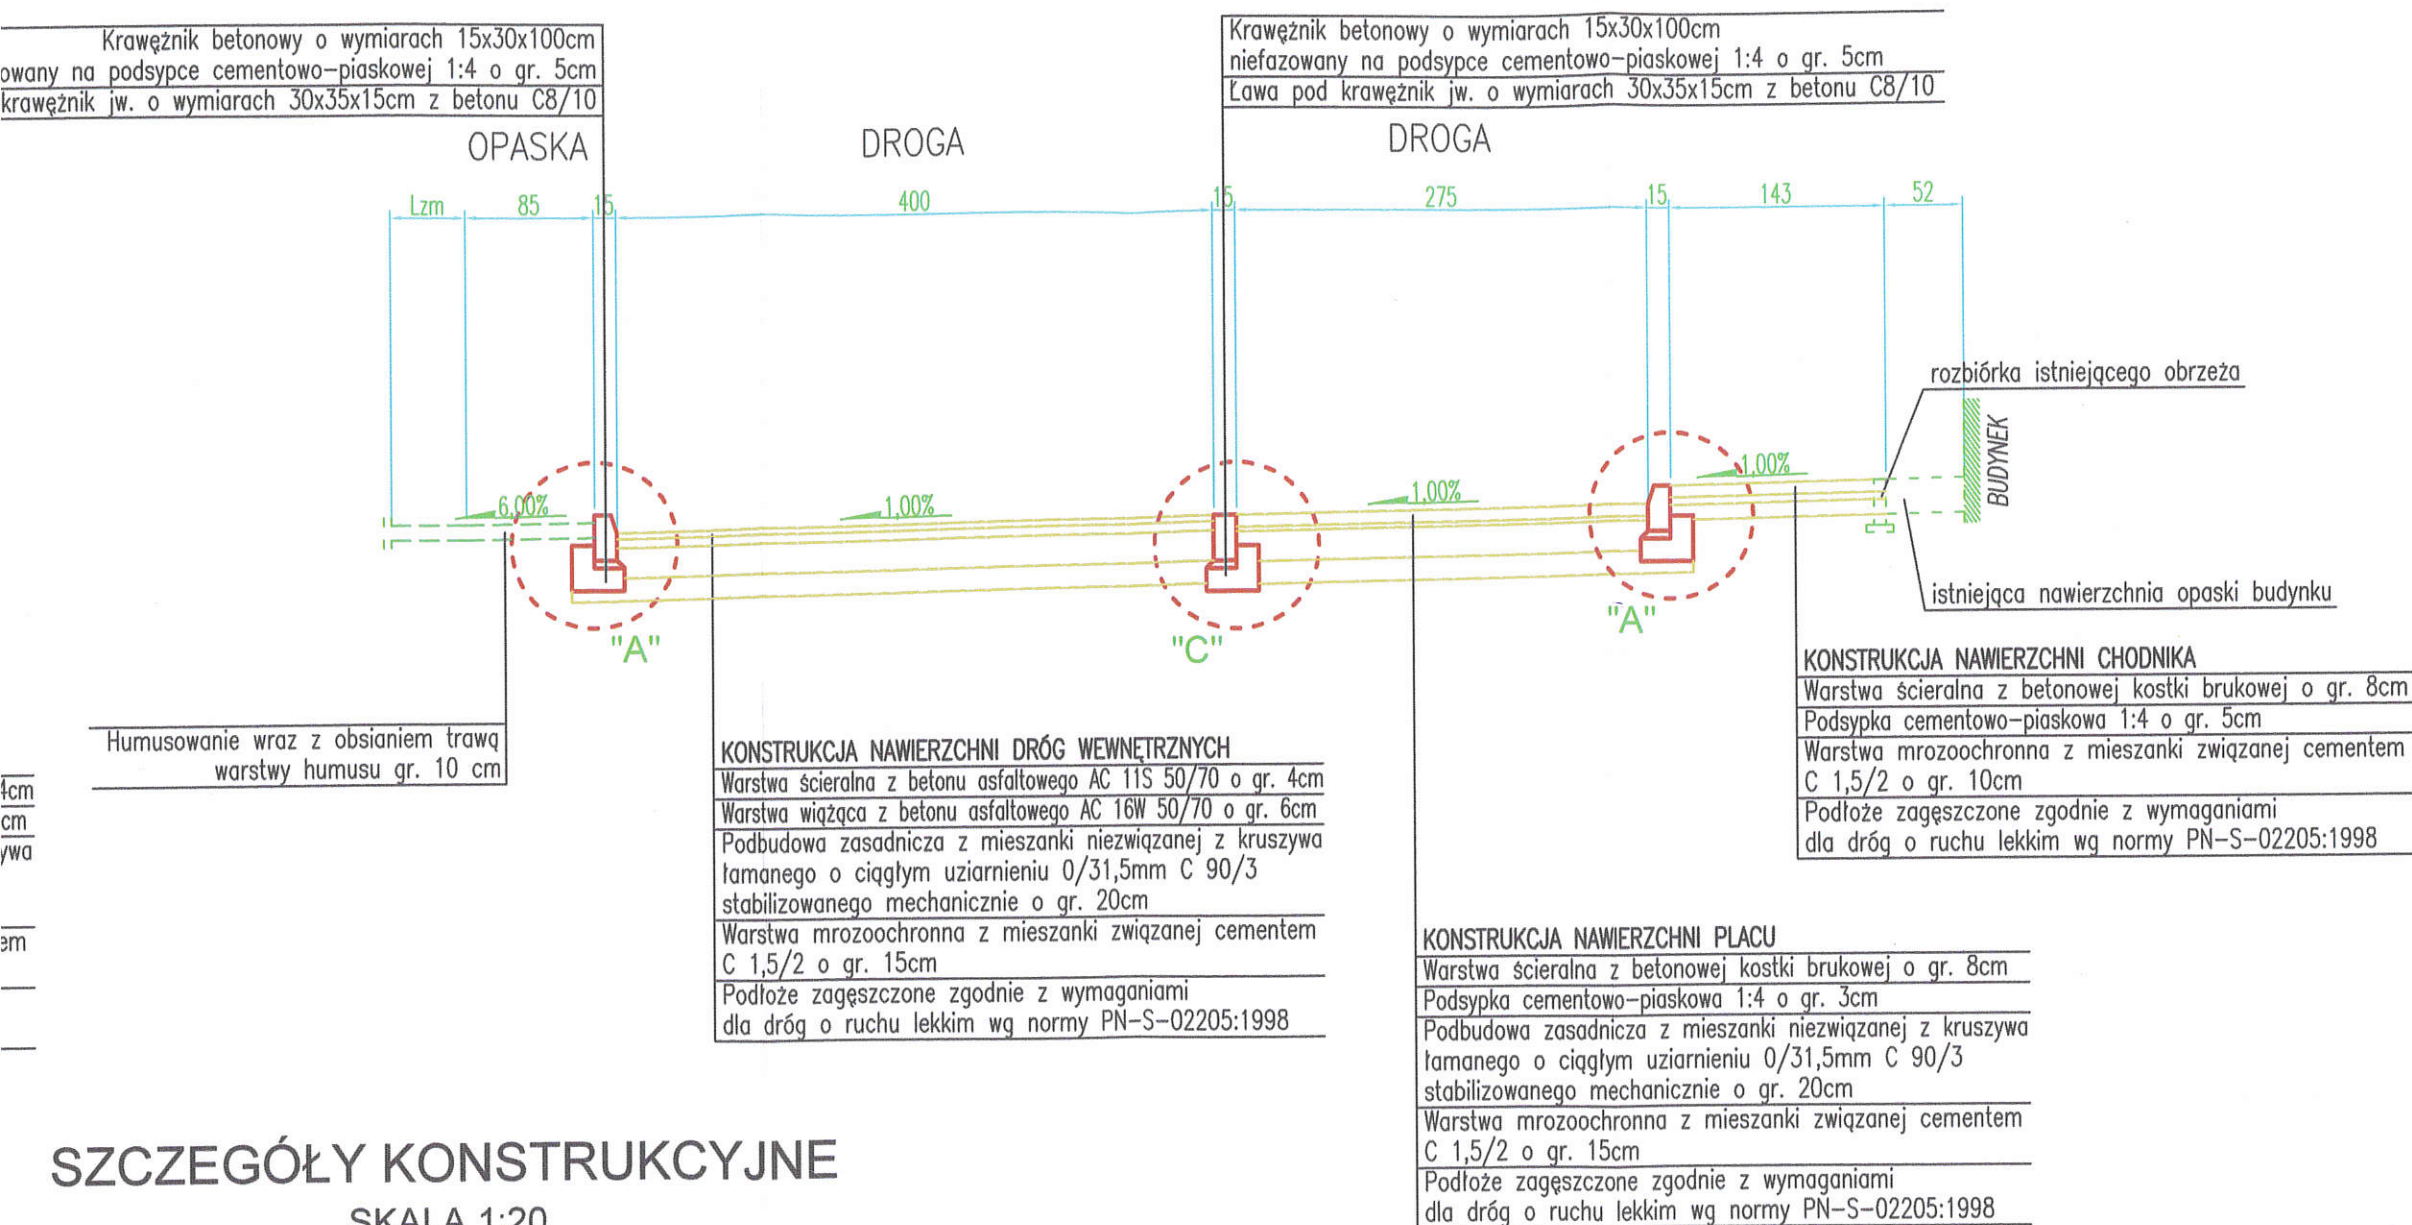 Krawężnik betonowy o wymiarach 15x30x100cm
owany na podsypce cementowo-piaskowej 1:4 o gr. 5cm
krawężnik jw. o wymiarach 30x35x15cm z betonu C8/10
Krawężnik betonowy o wymiarach 15x30x100cm
niefazowany na podsypce cementowo-piaskowej 1:4 o gr. 5cm
Ława pod krawężnik jw. o wymiarach 30x35x15cm z betonu C8/10
OPASKA
DROGA
DROGA
Lzm 85 15 400 15 275 15 143 52
rozbiórka istniejącego obrzeża
BUDYNEK
6,00%
1,00%
1,00%
1,00%
istniejąca nawierzchnia opaski budynku
"A"
"C"
"A"
Humusowanie wraz z obsianiem trawą
warstwy humusu gr. 10 cm
4cm
cm
ywa
em
KONSTRUKCJA NAWIERZCHNI DRÓG WEWNĘTRZNYCH
Warstwa ścieralna z betonu asfaltowego AC 11S 50/70 o gr. 4cm
Warstwa wiążąca z betonu asfaltowego AC 16W 50/70 o gr. 6cm
Podbudowa zasadnicza z mieszanki niezwiązanej z kruszywa
łamanego o ciągłym uziarnieniu 0/31,5mm C 90/3
stabilizowanego mechanicznie o gr. 20cm
Warstwa mrozoochronna z mieszanki związanej cementem
C 1,5/2 o gr. 15cm
Podłoże zagęszczone zgodnie z wymaganiami
dla dróg o ruchu lekkim wg normy PN-S-02205:1998
KONSTRUKCJA NAWIERZCHNI CHODNIKA
Warstwa ścieralna z betonowej kostki brukowej o gr. 8cm
Podsypka cementowo-piaskowa 1:4 o gr. 5cm
Warstwa mrozoochronna z mieszanki związanej cementem
C 1,5/2 o gr. 10cm
Podłoże zagęszczone zgodnie z wymaganiami
dla dróg o ruchu lekkim wg normy PN-S-02205:1998
KONSTRUKCJA NAWIERZCHNI PLACU
Warstwa ścieralna z betonowej kostki brukowej o gr. 8cm
Podsypka cementowo-piaskowa 1:4 o gr. 3cm
Podbudowa zasadnicza z mieszanki niezwiązanej z kruszywa
łamanego o ciągłym uziarnieniu 0/31,5mm C 90/3
stabilizowanego mechanicznie o gr. 20cm
Warstwa mrozoochronna z mieszanki związanej cementem
C 1,5/2 o gr. 15cm
Podłoże zagęszczone zgodnie z wymaganiami
dla dróg o ruchu lekkim wg normy PN-S-02205:1998
SZCZEGÓŁY KONSTRUKCYJNE
SKALA 1:20